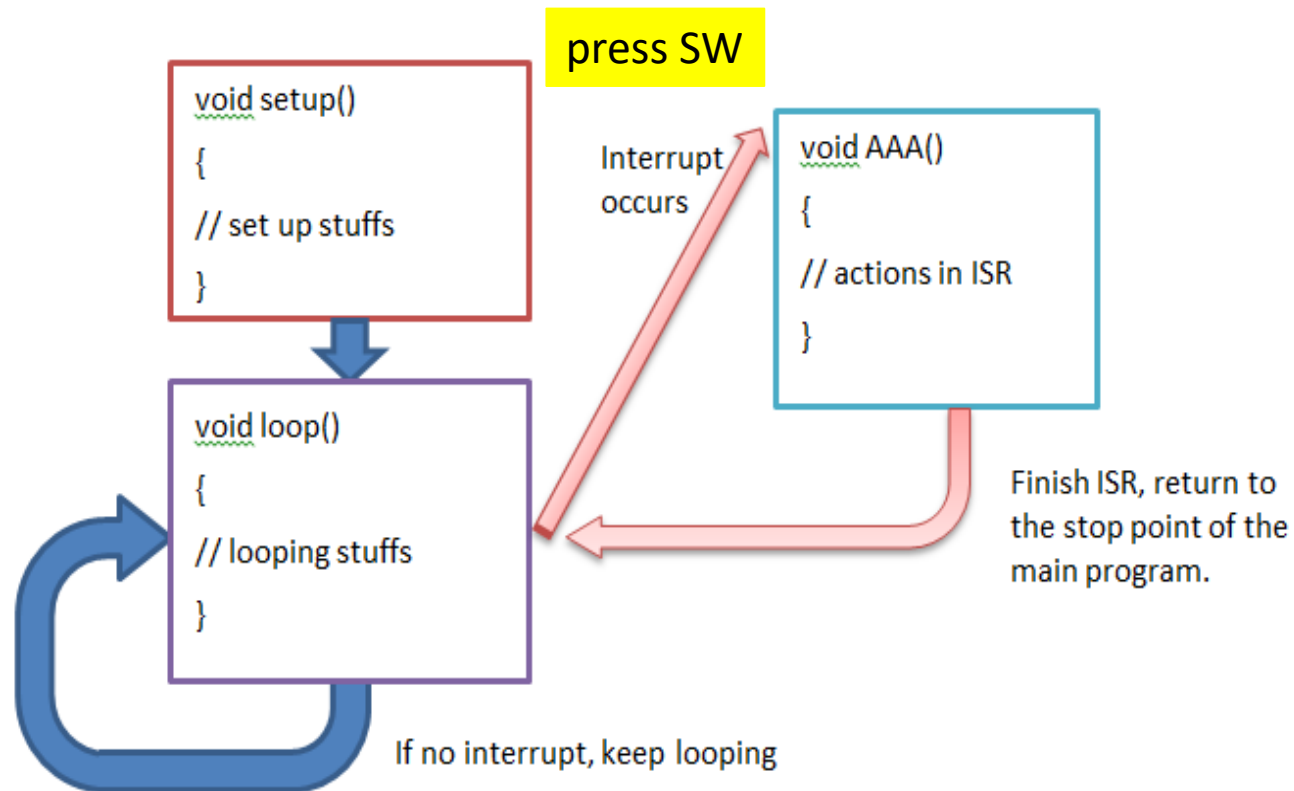 press SW
void setup()
{
// set up stuffs
}
Interrupt
occurs
void AAA()
{
// actions in ISR
}
void loop()
{
// looping stuffs
}
Finish ISR, return to
the stop point of the
main program.
If no interrupt, keep looping